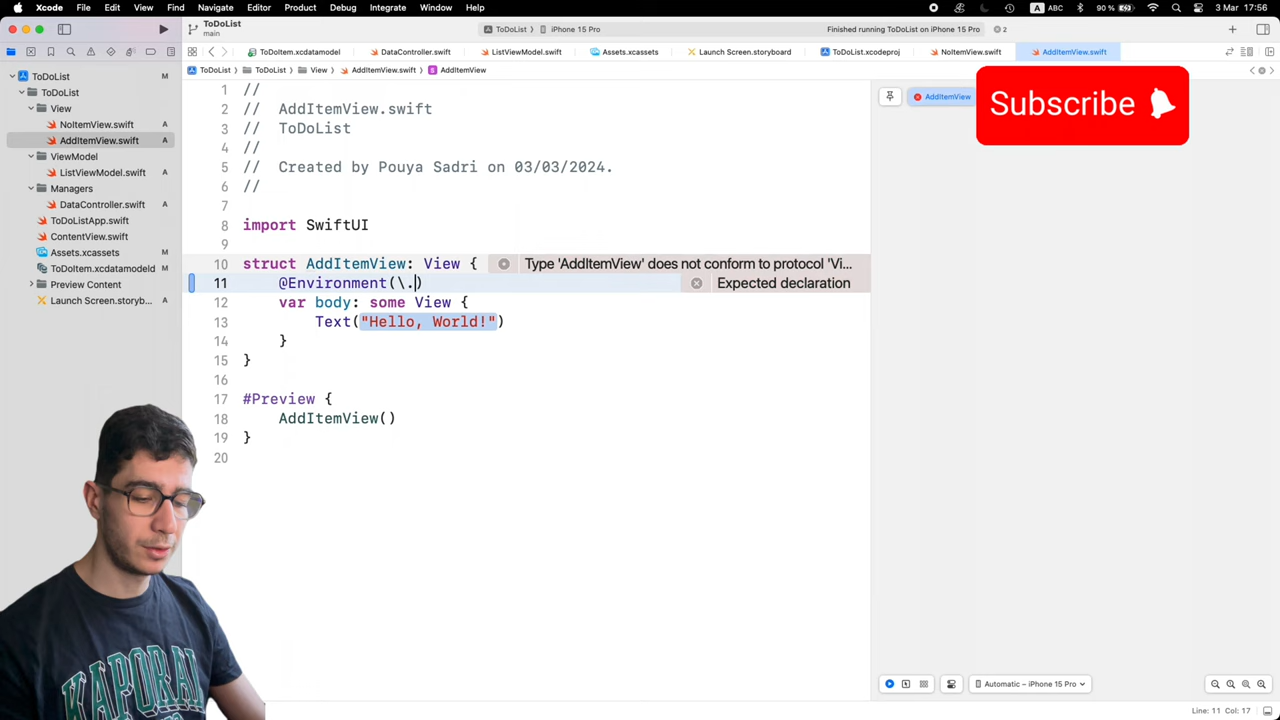 Xcode File Edit View Find Navigate Editor Product Debug Integrate Window Help A ABC 90 % 3 Mar 17:56
ToDoList
main
ToDoList iPhone 15 Pro
Finished running ToDoList on iPhone 15 Pro 2
ToDoItem.xcdatamodel DataController.swift ListViewModel.swift Assets.xcassets Launch Screen.storyboard ToDoList.xcodeproj NoItemView.swift AddItemView.swift
ToDoList ToDoList View AddItemView.swift AddItemView
ToDoList M
ToDoList
View
NoItemView.swift A
AddItemView.swift A
ViewModel
ListViewModel.swift A
Managers
DataController.swift A
ToDoListApp.swift A
ContentView.swift A
Assets.xcassets A
ToDoItem.xcdatamodeld A
Preview Content
Launch Screen.storyb... A
1 //
2 // AddItemView.swift
3 // ToDoList
4 //
5 // Created by Pouya Sadri on 03/03/2024.
6 //
7
8 import SwiftUI
9
10 struct AddItemView: View { Type 'AddItemView' does not conform to protocol 'Vi...
11 @Environment(\.) Expected declaration
12 var body: some View {
13 Text("Hello, World!")
14 }
15 }
16
17 #Preview {
18 AddItemView()
19 }
20
AddItemView
Subscribe
Automatic – iPhone 15 Pro
Line: 11 Col: 17
KAPORAL